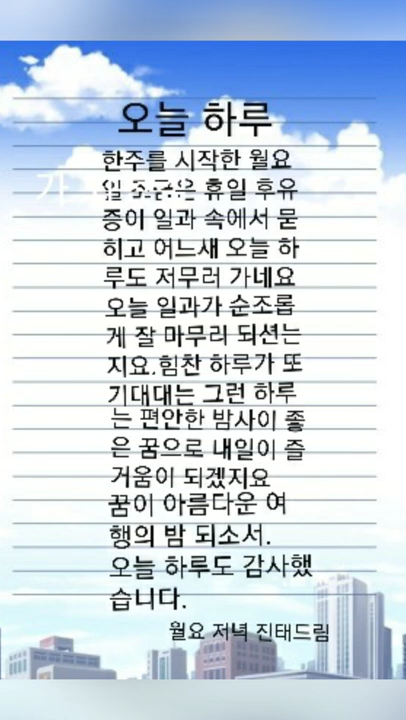 오늘 하루
한주를 시작한 월요
일 조금은 휴일 후유
증이 일과 속에서 묻
히고 어느새 오늘 하
루도 저무러 가네요
오늘 일과가 순조롭
게 잘 마무리 되션는
지요.힘찬 하루가 또
기대대는 그런 하루
는 편안한 밤사이 좋
은 꿈으로 내일이 즐
거움이 되겠지요
꿈이 아름다운 여
행의 밤 되소서.
오늘 하루도 감사했
습니다.
월요 저녁 진태드림